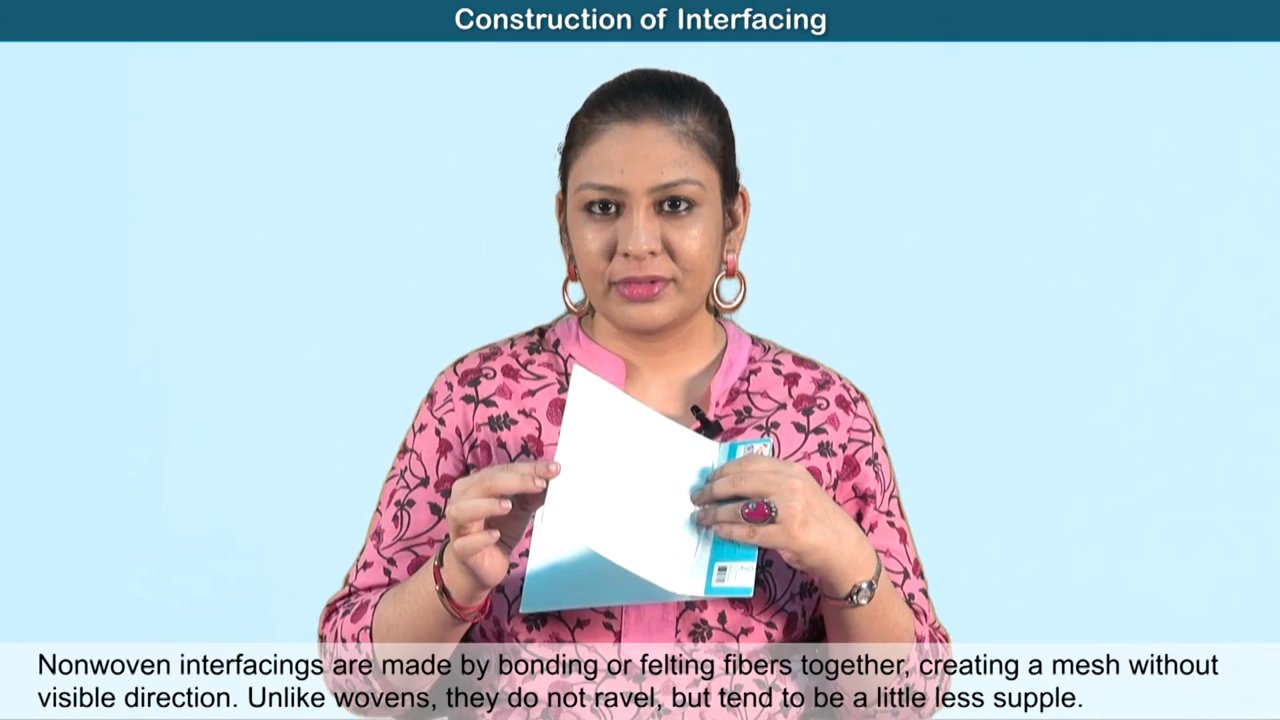 Construction of Interfacing
Nonwoven interfacings are made by bonding or felting fibers together, creating a mesh without
visible direction. Unlike wovens, they do not ravel, but tend to be a little less supple.